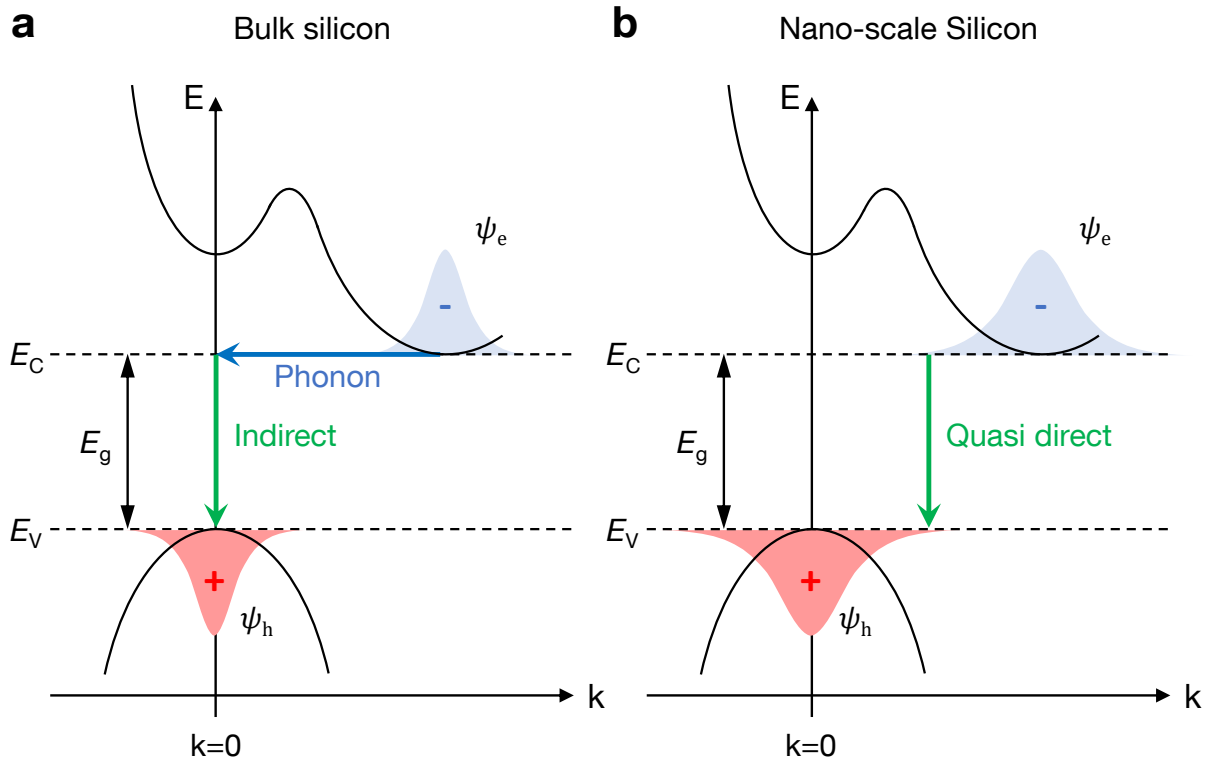 a
Bulk silicon
E
ψe
-
EC
Phonon
Eg
Indirect
EV
+
ψh
k
k=0
b
Nano-scale Silicon
E
ψe
-
EC
Eg
Quasi direct
EV
+
ψh
k
k=0